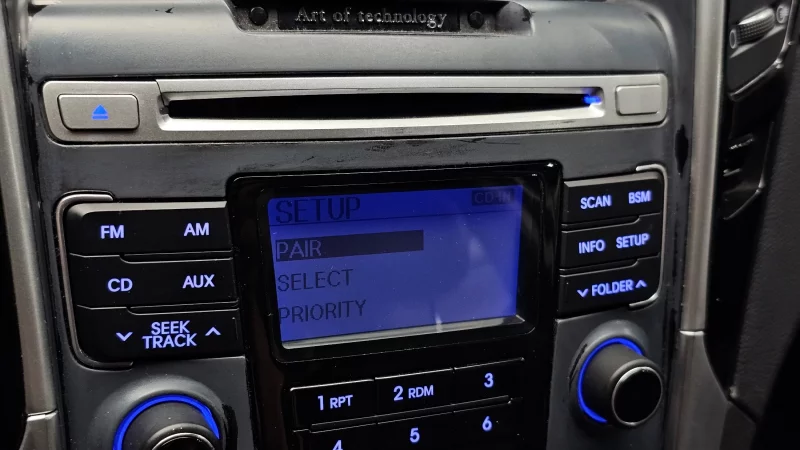 Art of technology
SETUP CD IN
PAIR
SELECT
PRIORITY
FM AM
CD AUX
SEEK
TRACK
SCAN BSM
INFO SETUP
FOLDER
1 RPT 2 RDM 3
4 5 6